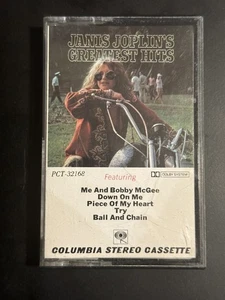 JANIS JOPLIN'S
GREATEST HITS
PCT-32168
Featuring
DOLBY SYSTEM
Me And Bobby McGee
Down On Me
Piece Of My Heart
Try
Ball And Chain
COLUMBIA STEREO CASSETTE